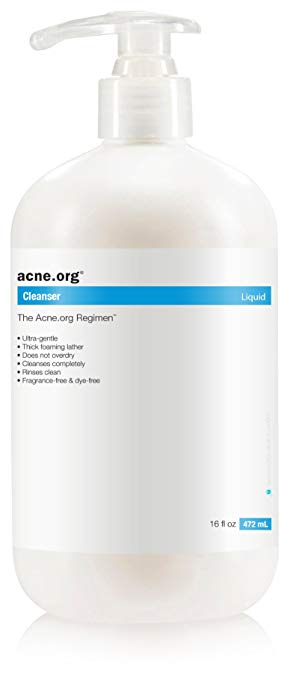 acne.org®
Cleanser Liquid
The Acne.org Regimen™
• Ultra-gentle
• Thick foaming lather
• Does not overdry
• Cleanses completely
• Rinses clean
• Fragrance-free & dye-free
16 fl oz 472 mL